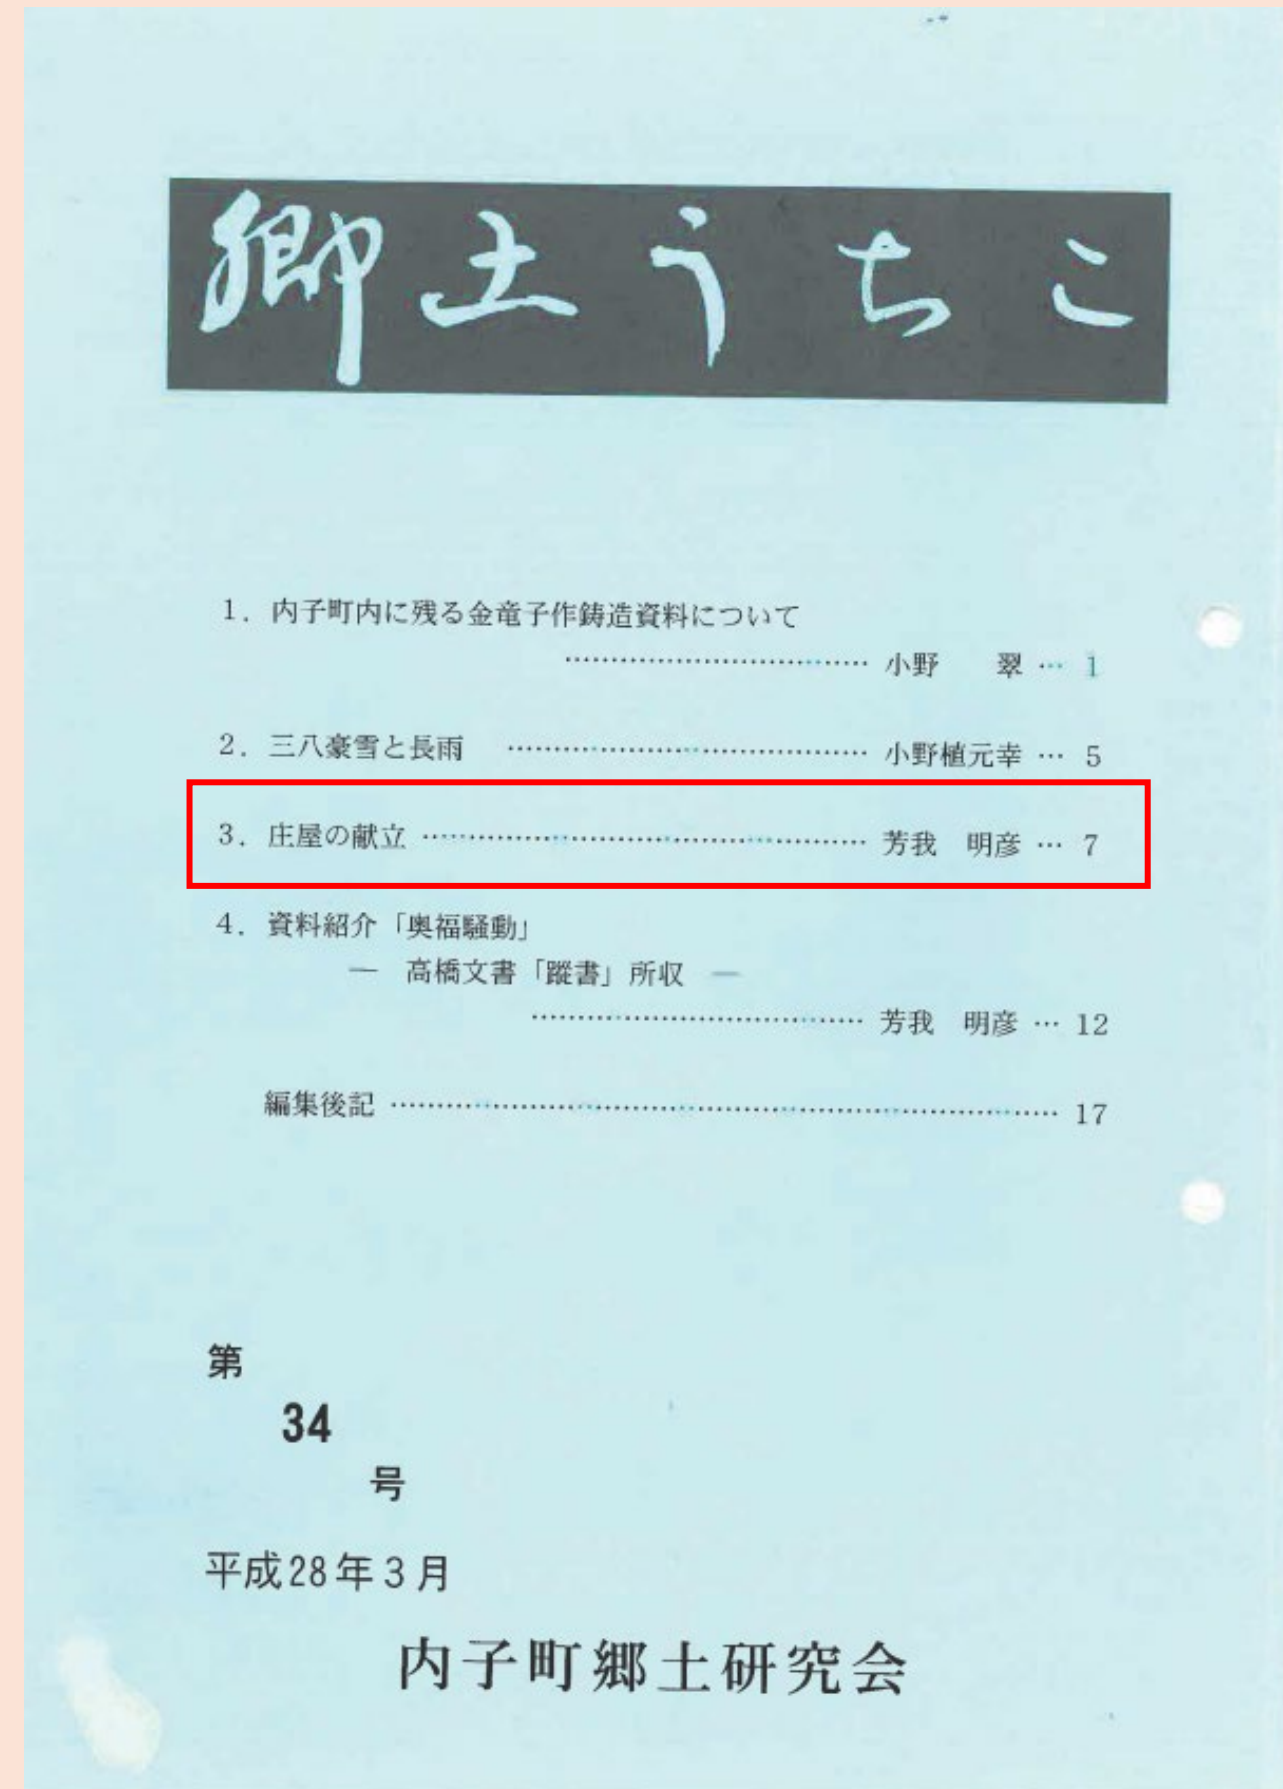 郷土うちこ
1．内子町内に残る金竜子作鋳造資料について
……………………………… 小野　　翠 … 1
2．三八豪雪と長雨　……………………………………… 小野植元幸 … 5
3．庄屋の献立 ……………………………………………… 芳我　明彦 … 7
4．資料紹介「奥福騒動」
―　高橋文書「蹤書」所収　―
………………………………… 芳我　明彦 … 12
編集後記 ……………………………………………………………………… 17
第
34
号
平成28年3月
内子町郷土研究会